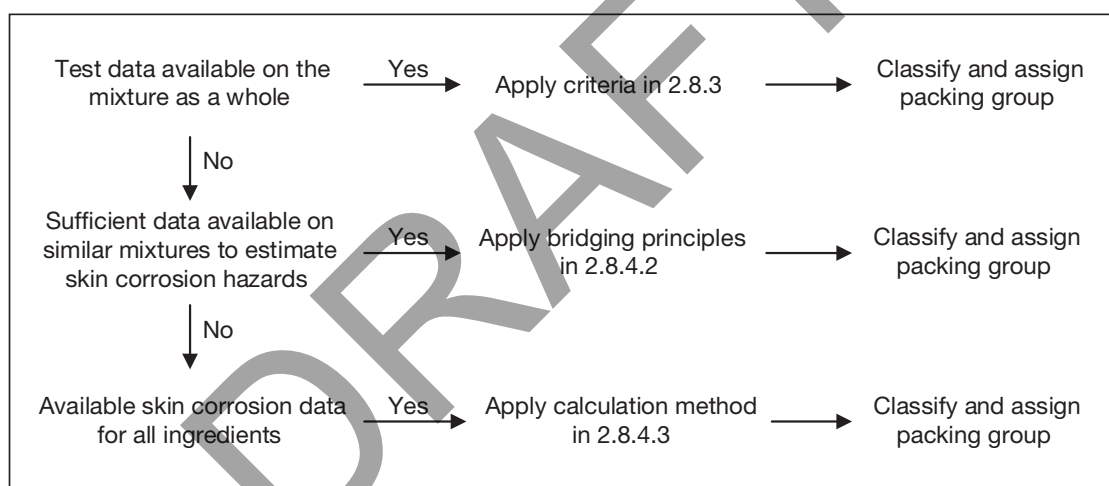 Test data available on the
mixture as a whole
Yes
Apply criteria in 2.8.3
Classify and assign
packing group
No
Sufficient data available on
similar mixtures to estimate
skin corrosion hazards
Yes
Apply bridging principles
in 2.8.4.2
Classify and assign
packing group
No
Available skin corrosion data
for all ingredients
Yes
Apply calculation method
in 2.8.4.3
Classify and assign
packing group
DRAFT